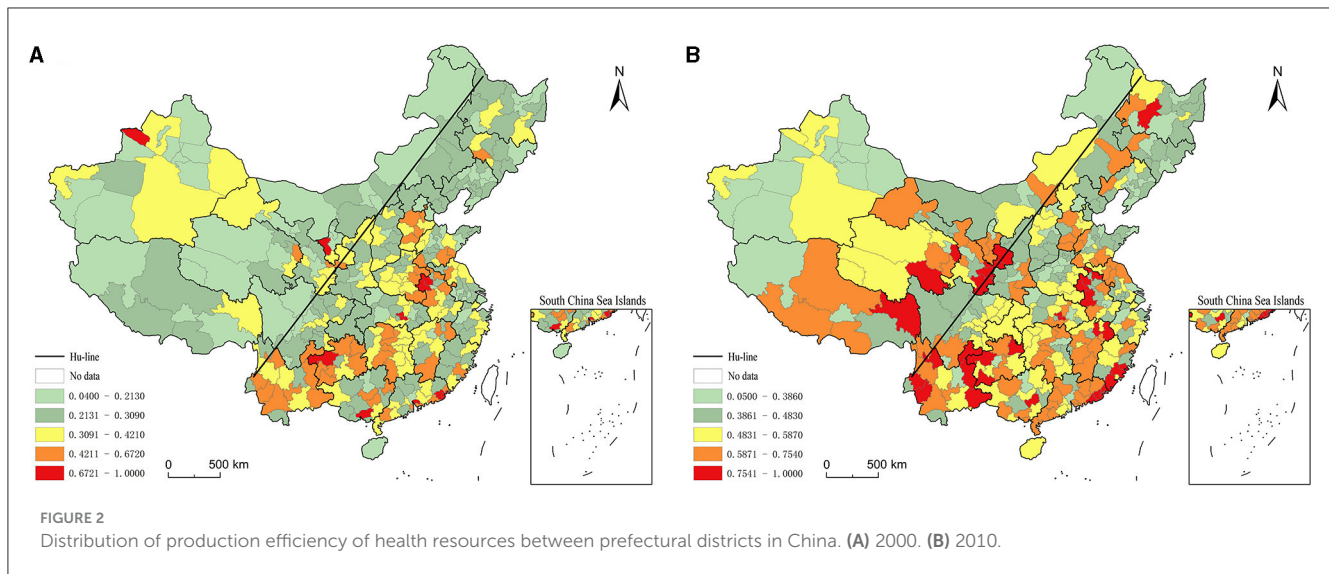 A
N
South China Sea Islands
Hu-line
No data
0.0400 - 0.2130
0.2131 - 0.3090
0.3091 - 0.4210
0.4211 - 0.6720
0.6721 - 1.0000
0 500 km
B
N
South China Sea Islands
Hu-line
No data
0.0500 - 0.3860
0.3861 - 0.4830
0.4831 - 0.5870
0.5871 - 0.7540
0.7541 - 1.0000
0 500 km
FIGURE 2
Distribution of production efficiency of health resources between prefectural districts in China. (A) 2000. (B) 2010.